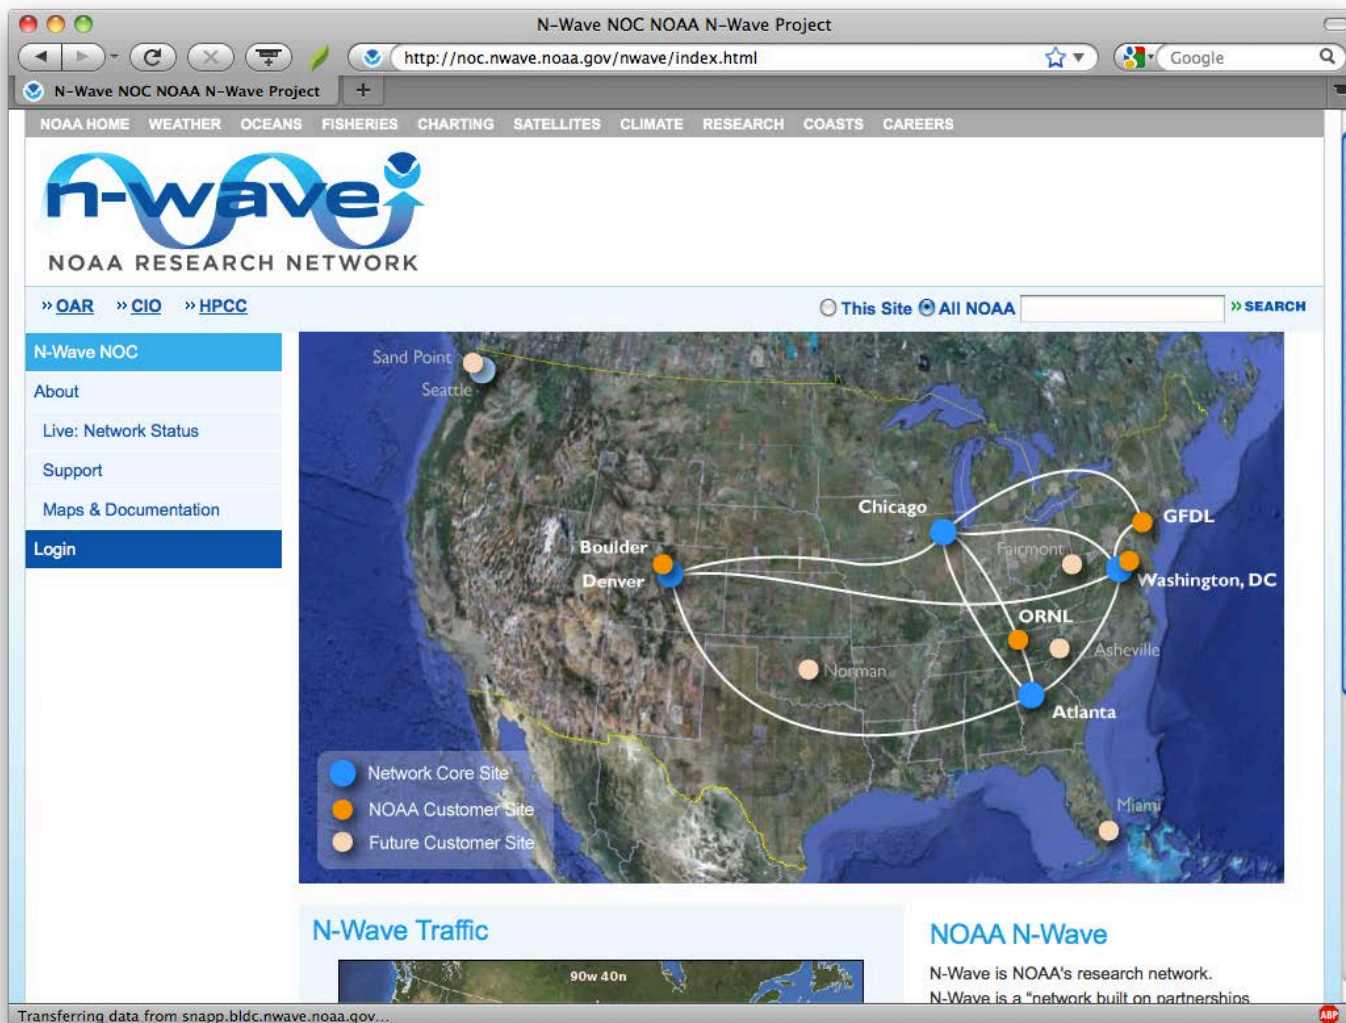 N-Wave NOC NOAA N-Wave Project
http://noc.nwave.noaa.gov/nwave/index.html
Google
N-Wave NOC NOAA N-Wave Project
+
NOAA HOME WEATHER OCEANS FISHERIES CHARTING SATELLITES CLIMATE RESEARCH COASTS CAREERS
n-wave
NOAA RESEARCH NETWORK
» OAR » CIO » HPCC
This Site All NOAA » SEARCH
N-Wave NOC
About
Live: Network Status
Support
Maps & Documentation
Login
Sand Point
Seattle
Chicago
GFDL
Boulder
Fairmont
Denver
Washington, DC
ORNL
Asheville
Norman
Atlanta
Network Core Site
NOAA Customer Site
Future Customer Site
Miami
N-Wave Traffic
90w 40n
NOAA N-Wave
N-Wave is NOAA's research network.
N-Wave is a "network built on partnerships
Transferring data from snapp.bldc.nwave.noaa.gov...
ABP